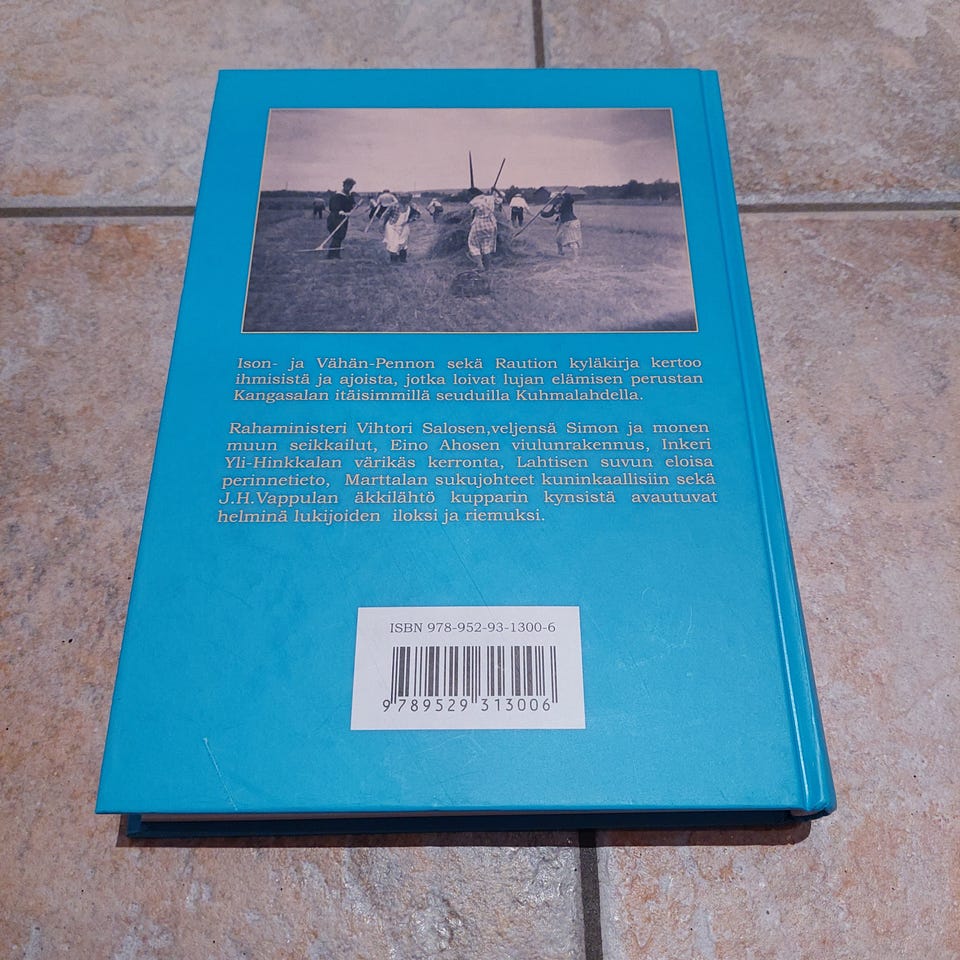 Ison- ja Vähän-Pennon sekä Raution kyläkirja kertoo
ihmisistä ja ajoista, jotka loivat lujan elämisen perustan
Kangasalan itäisimmillä seuduilla Kuhmalahdella.
Rahaministeri Vihtori Salosen,veljensä Simon ja monen
muun seikkailut, Eino Ahosen viulunrakennus, Inkeri
Yli-Hinkkalan värikäs kerronta, Lahtisen suvun eloisa
perinnetieto, Marttalan sukujohteet kuninkaallisiin sekä
J.H.Vappulan äkkilähtö kupparin kynsistä avautuvat
helminä lukijoiden iloksi ja riemuksi.
ISBN 978-952-93-1300-6
9 789529 313006